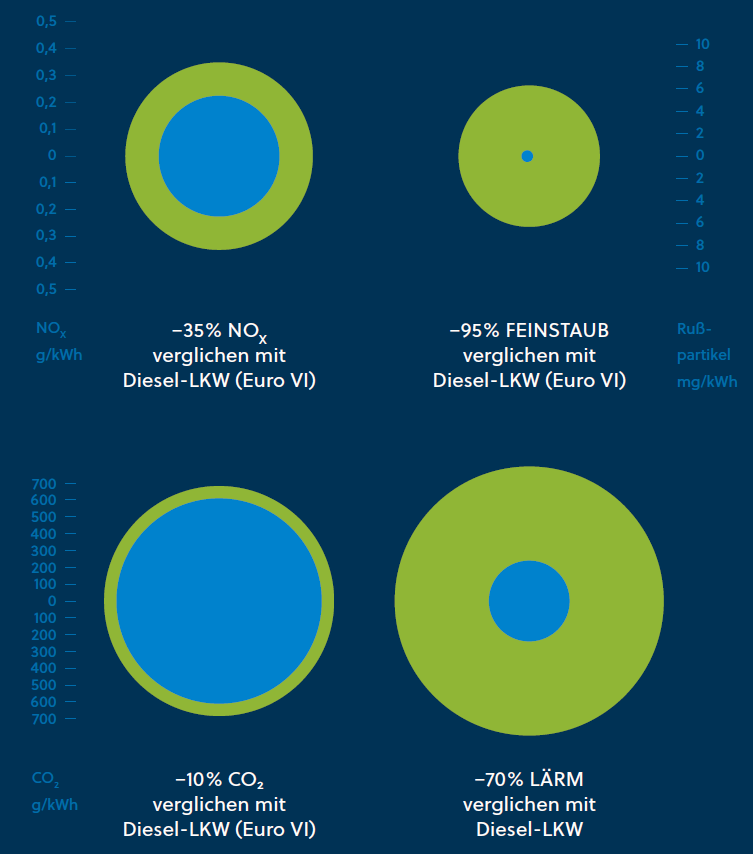 0,5
0,4
0,3
0,2
0,1
0
0,1
0,2
0,3
0,4
0,5
NOX
g/kWh
–35% NOX
verglichen mit
Diesel-LKW (Euro VI)
10
8
6
4
2
0
2
4
6
8
10
–95% FEINSTAUB
verglichen mit
Diesel-LKW (Euro VI)
Ruß-
partikel
mg/kWh
700
600
500
400
300
200
100
0
100
200
300
400
500
600
700
CO2
g/kWh
–10% CO₂
verglichen mit
Diesel-LKW (Euro VI)
–70% LÄRM
verglichen mit
Diesel-LKW